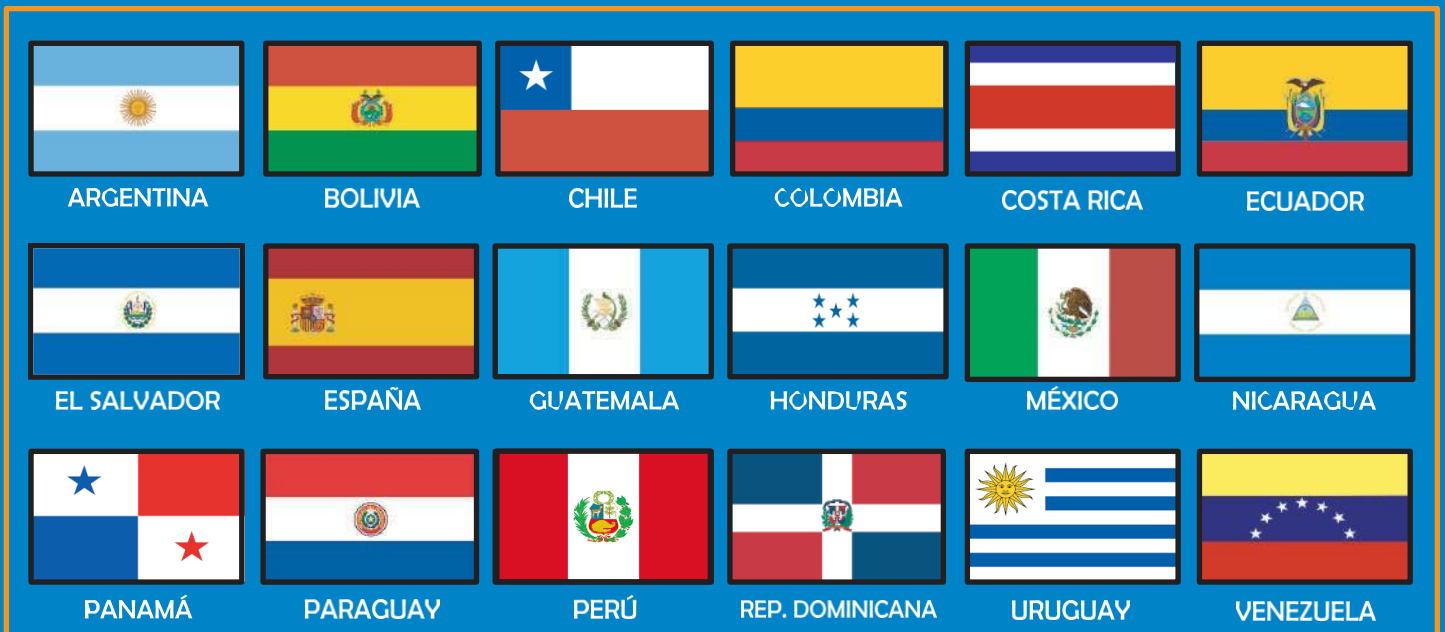 ARGENTINA
BOLIVIA
CHILE
COLOMBIA
COSTA RICA
ECUADOR
EL SALVADOR
ESPAÑA
GUATEMALA
HONDURAS
MÉXICO
NICARAGUA
PANAMÁ
PARAGUAY
PERÚ
REP. DOMINICANA
URUGUAY
VENEZUELA